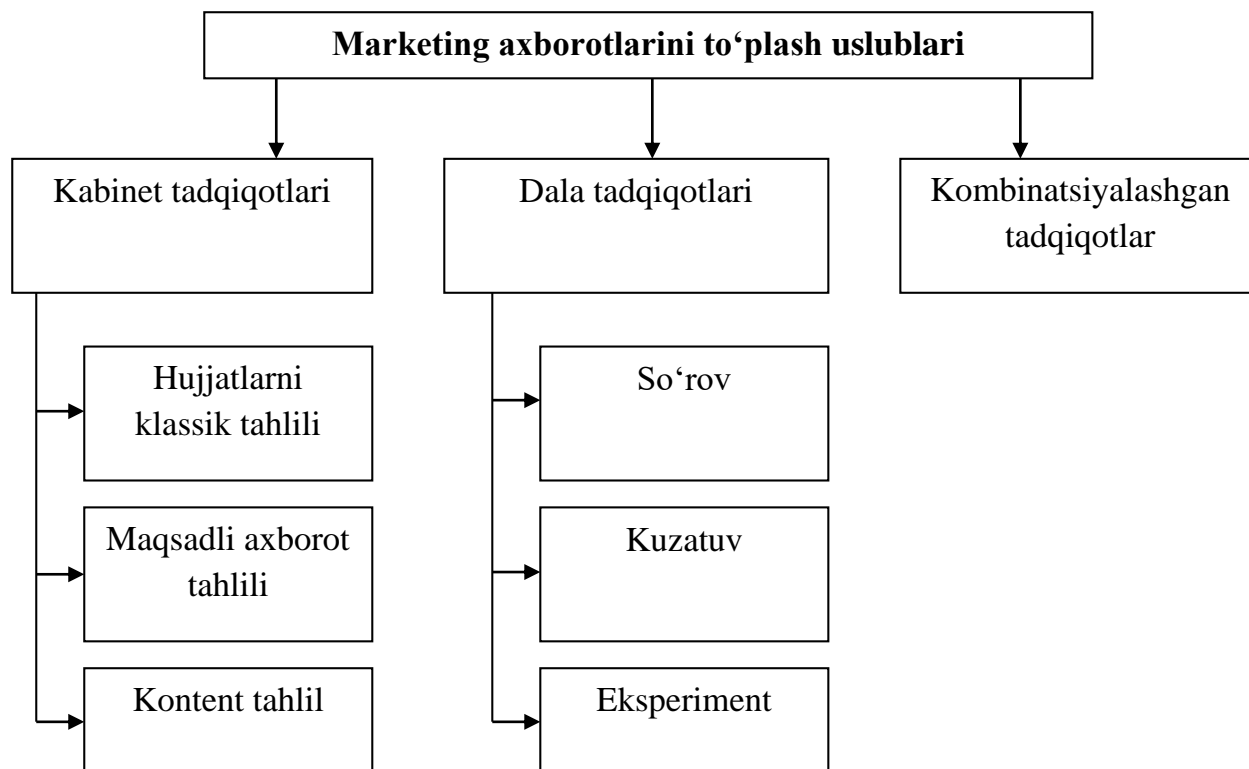 Marketing axborotlarini to‘plash uslublari
Kabinet tadqiqotlari
Dala tadqiqotlari
Kombinatsiyalashgan
tadqiqotlar
Hujjatlarni
klassik tahlili
So‘rov
Maqsadli axborot
tahlili
Kuzatuv
Kontent tahlil
Eksperiment